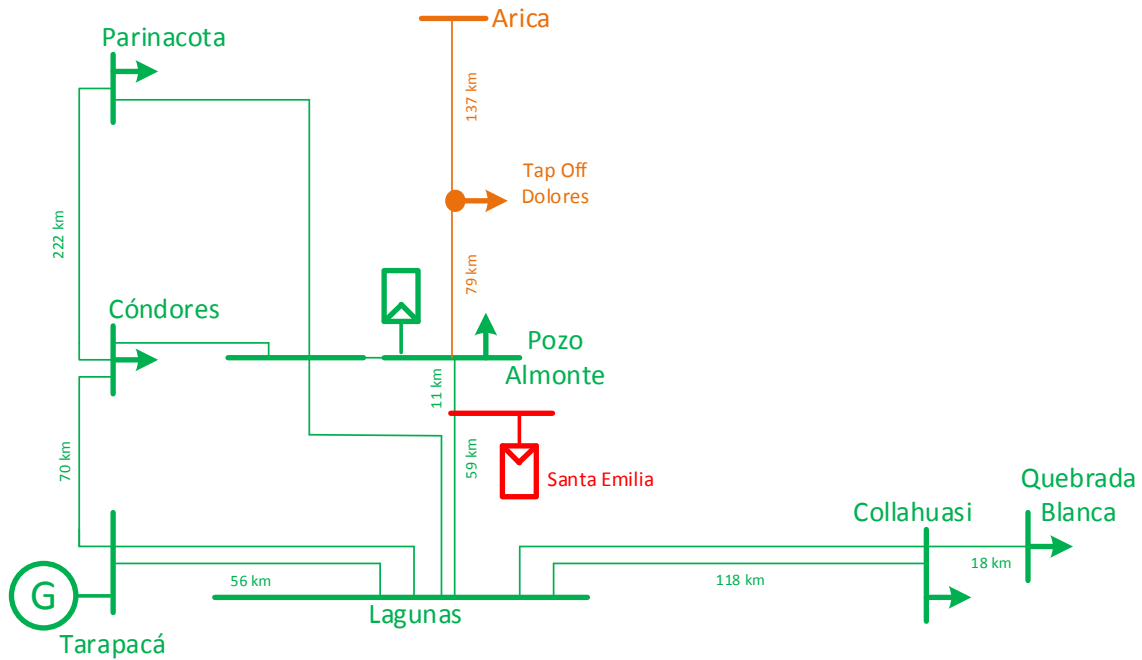 Arica
Parinacota
137 km
Tap Off
Dolores
222 km
79 km
Cóndores
Pozo
Almonte
11 km
59 km
70 km
Santa Emilia
Quebrada
Blanca
Collahuasi
G
56 km
118 km
18 km
Lagunas
Tarapacá